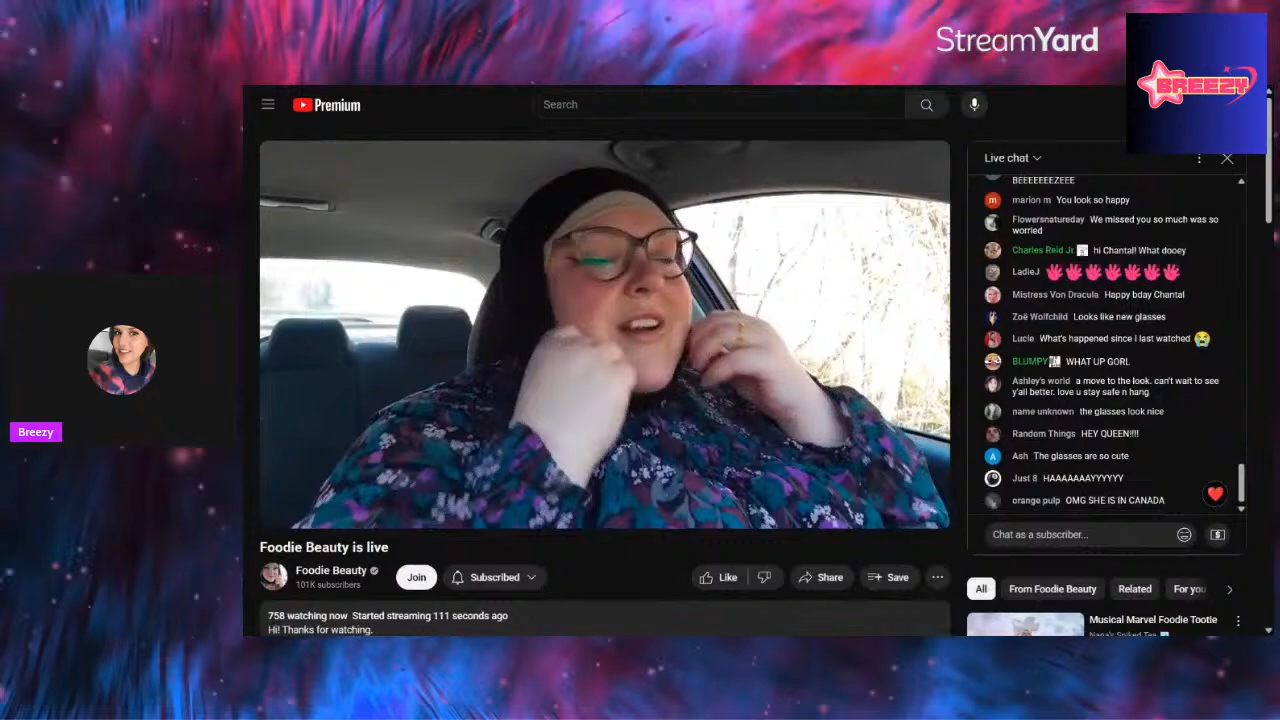 StreamYard
BREEZY
Premium
Search
Live chat
BEEEEEEZEEE
marion m You look so happy
Flowersnatureday We missed you so much was so
worried
Charles Reid Jr. hi Chantal! What dooey
LadieJ
Mistress Von Dracula Happy bday Chantal
Zoë Wolfchild Looks like new glasses
Lucie What's happened since I last watched
BLUMPY WHAT UP GORL
Ashley's world a move to the look. can't wait to see
y'all better. love u stay safe n hang
name unknown the glasses look nice
Random Things HEY QUEEN!!!!
A Ash The glasses are so cute
Just 8 HAAAAAAAYYYYYY
orange pulp OMG SHE IS IN CANADA
Chat as a subscriber...
Breezy
Foodie Beauty is live
Foodie Beauty
101K subscribers
Join
Subscribed
Like
Share
Save
All
From Foodie Beauty
Related
For you
758 watching now Started streaming 111 seconds ago
Hi! Thanks for watching.
Musical Marvel Foodie Tootie